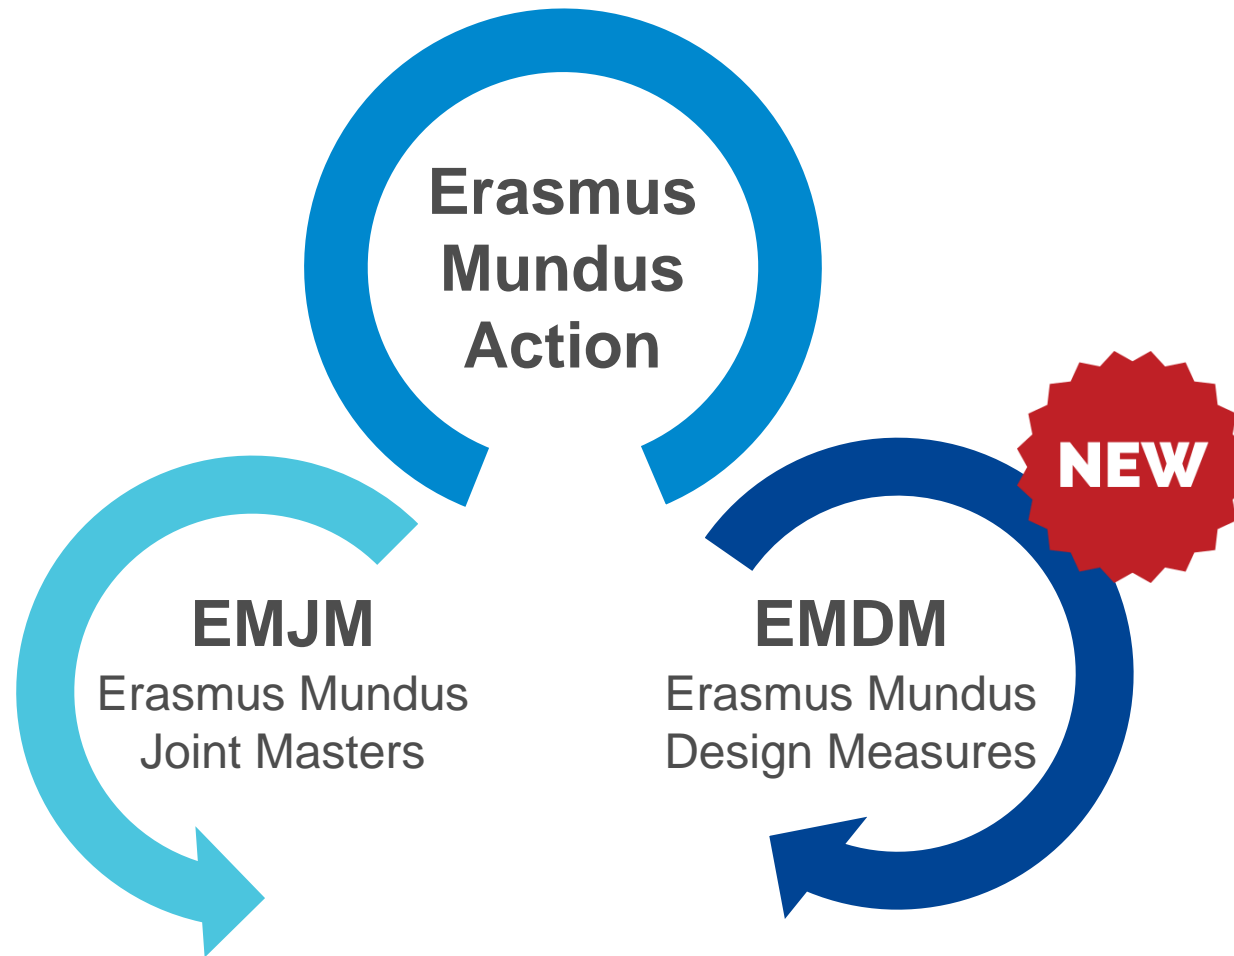 Erasmus
Mundus
Action
NEW
EMJM
Erasmus Mundus
Joint Masters
EMDM
Erasmus Mundus
Design Measures